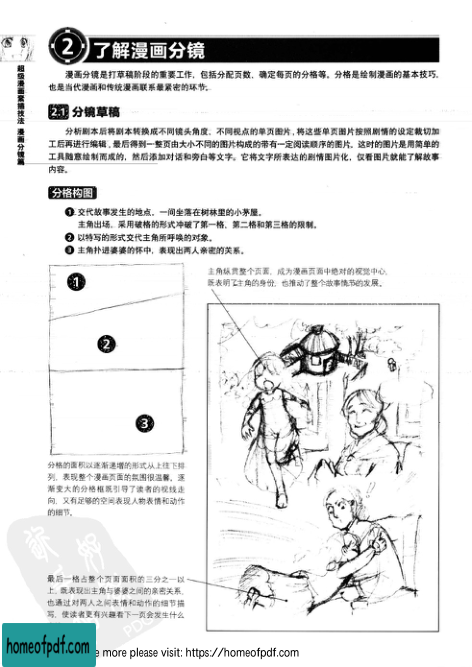 2 了解漫画分镜
漫画分镜是打草稿阶段的重要工作，包括分配页数，确定每页的分格等。分格是绘制漫画的基本技巧，
也是当代漫画和传统漫画联系最紧密的环节。
2.1 分镜草稿
分析剧本后将剧本转换成不同镜头角度，不同视点的单页图片，将这些单页图片按照剧情的设定裁切加
工后再进行编辑，最后得到一整页由大小不同的图片构成的带有一定阅读顺序的图片。这时的图片是用简单的
工具随意绘制而成的，然后添加对话和旁白等文字。它将文字所表达的剧情图片化，仅看图片就能了解故事
内容。
分格构图
1 交代故事发生的地点，一间坐落在树林里的小茅屋。
主角出场，采用破格的形式冲破了第一格，第二格和第三格的限制。
2 以特写的形式交代主角所呼唤的对象。
3 主角扑进婆婆的怀中，表现出两人亲密的关系。
主角纵贯整个页面，成为漫画页面中绝对的视觉中心，
既表明了主角的身份，也推动了整个故事情节的发展。
1
2
3
分格的面积以逐渐递增的形式从上往下排
列，表现整个漫画页面的氛围很温馨。逐
渐变大的分格框既引导了读者的视线走
向，又有足够的空间表现人物表情和动作
的细节。
最后一格占整个页面面积的三分之一以
上，既表现出主角与婆婆之间的亲密关系，
也通过对两人之间表情和动作的细节描
写，使读者更有兴趣看下一页会发生什么
超级漫画素描技法 漫画分镜篇
homeofpdf.com
e more please visit: https://homeofpdf.com